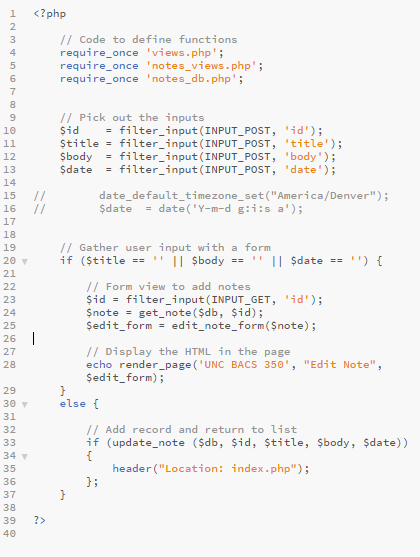 1 <?php
2
3     // Code to define functions
4     require_once 'views.php';
5     require_once 'notes_views.php';
6     require_once 'notes_db.php';
7
8
9     // Pick out the inputs
10     $id    = filter_input(INPUT_POST, 'id');
11     $title = filter_input(INPUT_POST, 'title');
12     $body  = filter_input(INPUT_POST, 'body');
13     $date  = filter_input(INPUT_POST, 'date');
14
15 //        date_default_timezone_set("America/Denver");
16 //        $date  = date('Y-m-d g:i:s a');
17
18
19     // Gather user input with a form
20     if ($title == '' || $body == '' || $date == '') {
21
22         // Form view to add notes
23         $id = filter_input(INPUT_GET, 'id');
24         $note = get_note($db, $id);
25         $edit_form = edit_note_form($note);
26
27         // Display the HTML in the page
28         echo render_page('UNC BACS 350', "Edit Note",
        $edit_form);
29     }
30     else {
31
32         // Add record and return to list
33         if (update_note ($db, $id, $title, $body, $date))
34         {
35             header("Location: index.php");
36         };
37     }
38
39 ?>
40